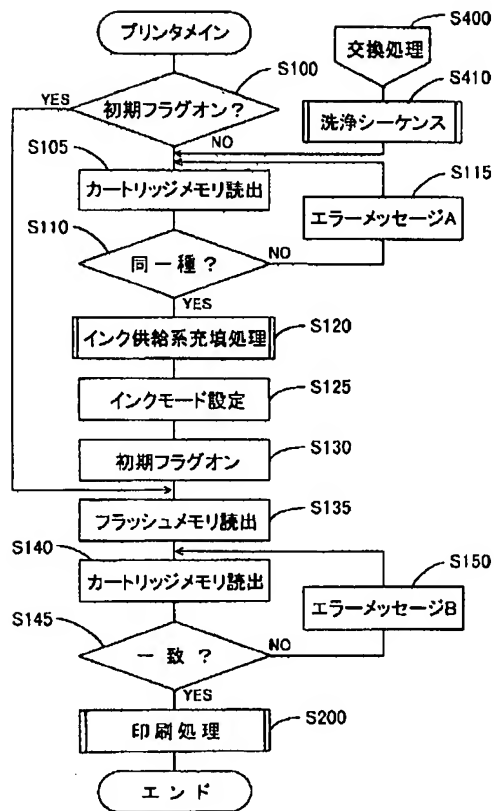 プリンタメイン
S400
交換処理
S100
初期フラグオン?
YES
NO
S410
洗浄シーケンス
S105
カートリッジメモリ読出
S115
エラーメッセージA
S110
同一種?
NO
YES
S120
インク供給系充填処理
S125
インクモード設定
S130
初期フラグオン
S135
フラッシュメモリ読出
S140
カートリッジメモリ読出
S150
エラーメッセージB
S145
一致?
NO
YES
S200
印刷処理
エンド